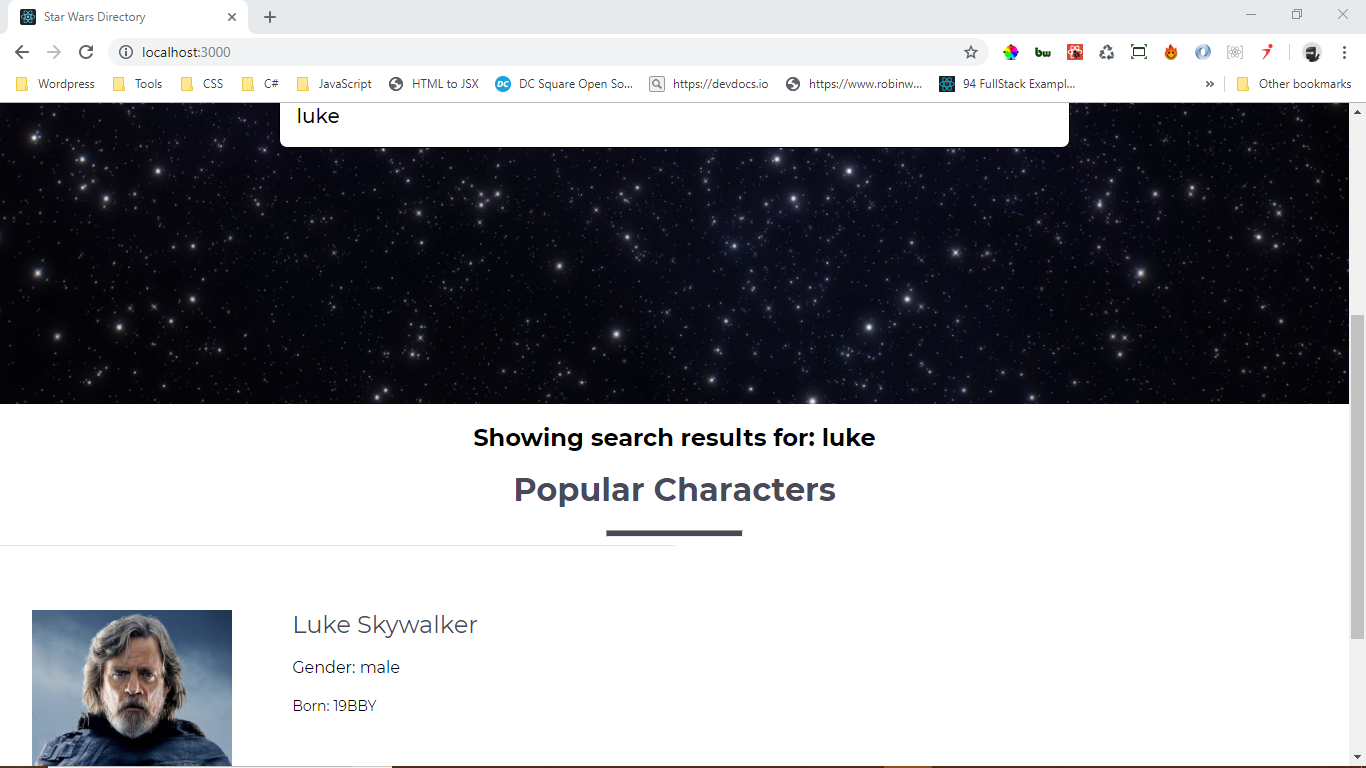 Star Wars Directory
localhost:3000
bw
Wordpress
Tools
CSS
C#
JavaScript
HTML to JSX
DC
DC Square Open So...
https://devdocs.io
https://www.robinw...
94 FullStack Exampl...
»
Other bookmarks
luke
Showing search results for: luke
Popular Characters
Luke Skywalker
Gender: male
Born: 19BBY